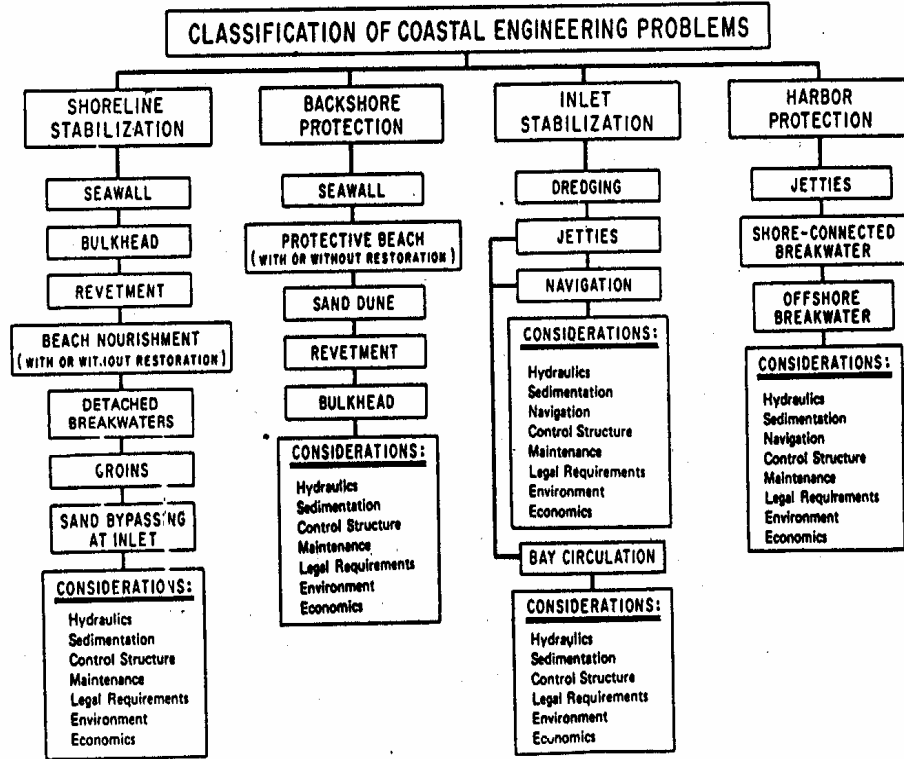 CLASSIFICATION OF COASTAL ENGINEERING PROBLEMS
SHORELINE
STABILIZATION
SEAWALL
BULKHEAD
REVETMENT
BEACH NOURISHMENT
(WITH OR WITHOUT RESTORATION)
DETACHED
BREAKWATERS
GROINS
SAND BYPASSING
AT INLET
CONSIDERATIONS:
Hydraulics
Sedimentation
Control Structure
Maintenance
Legal Requirements
Environment
Economics
BACKSHORE
PROTECTION
SEAWALL
PROTECTIVE BEACH
(WITH OR WITHOUT RESTORATION)
SAND DUNE
REVETMENT
BULKHEAD
CONSIDERATIONS:
Hydraulics
Sedimentation
Control Structure
Maintenance
Legal Requirements
Environment
Economics
INLET
STABILIZATION
DREDGING
JETTIES
NAVIGATION
CONSIDERATIONS:
Hydraulics
Sedimentation
Navigation
Control Structure
Maintenance
Legal Requirements
Environment
Economics
BAY CIRCULATION
CONSIDERATIONS:
Hydraulics
Sedimentation
Control Structure
Legal Requirements
Environment
Economics
HARBOR
PROTECTION
JETTIES
SHORE-CONNECTED
BREAKWATER
OFFSHORE
BREAKWATER
CONSIDERATIONS:
Hydraulics
Sedimentation
Navigation
Control Structure
Maintenance
Legal Requirements
Environment
Economics